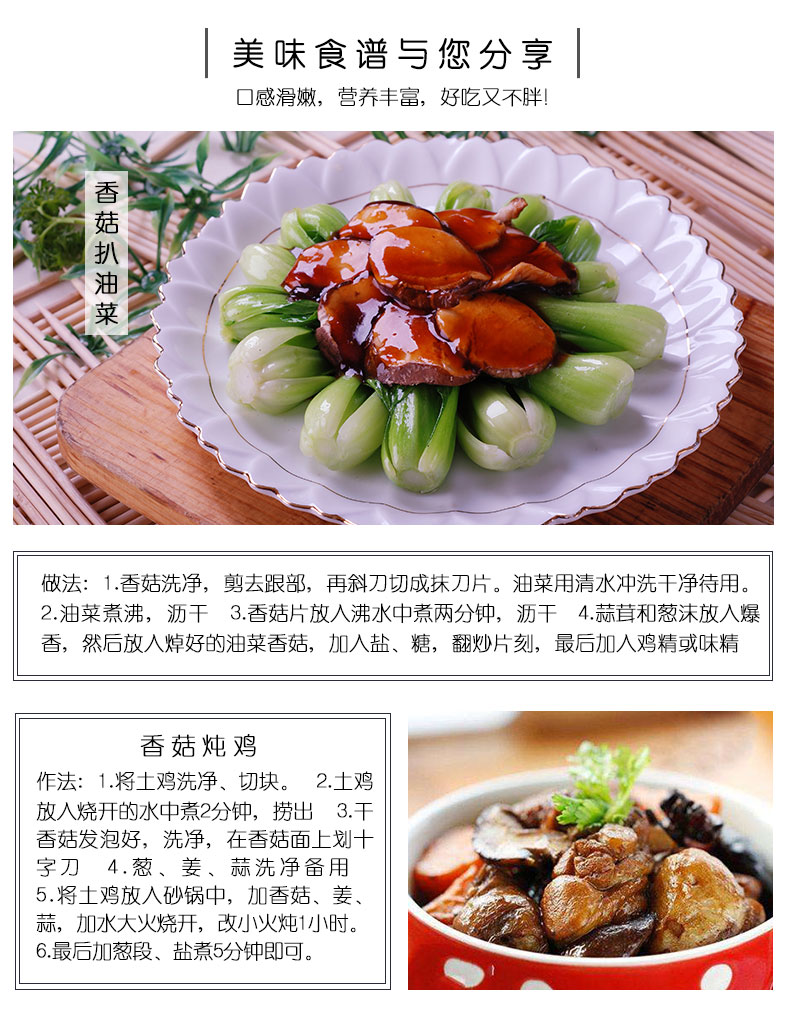 美味食谱与您分享
口感滑嫩，营养丰富，好吃又不胖!
香菇扒油菜
做法：1.香菇洗净，剪去跟部，再斜刀切成抹刀片。油菜用清水冲洗干净待用。
2.油菜煮沸，沥干 3.香菇片放入沸水中煮两分钟，沥干 4.蒜茸和葱沫放入爆
香，然后放入焯好的油菜香菇，加入盐、糖，翻炒片刻，最后加入鸡精或味精
香菇炖鸡
作法：1.将土鸡洗净、切块。 2.土鸡
放入烧开的水中煮2分钟，捞出 3.干
香菇发泡好，洗净，在香菇面上划十
字刀 4.葱、姜、蒜洗净备用
5.将土鸡放入砂锅中，加香菇、姜、
蒜，加水大火烧开，改小火炖1小时。
6.最后加葱段、盐煮5分钟即可。